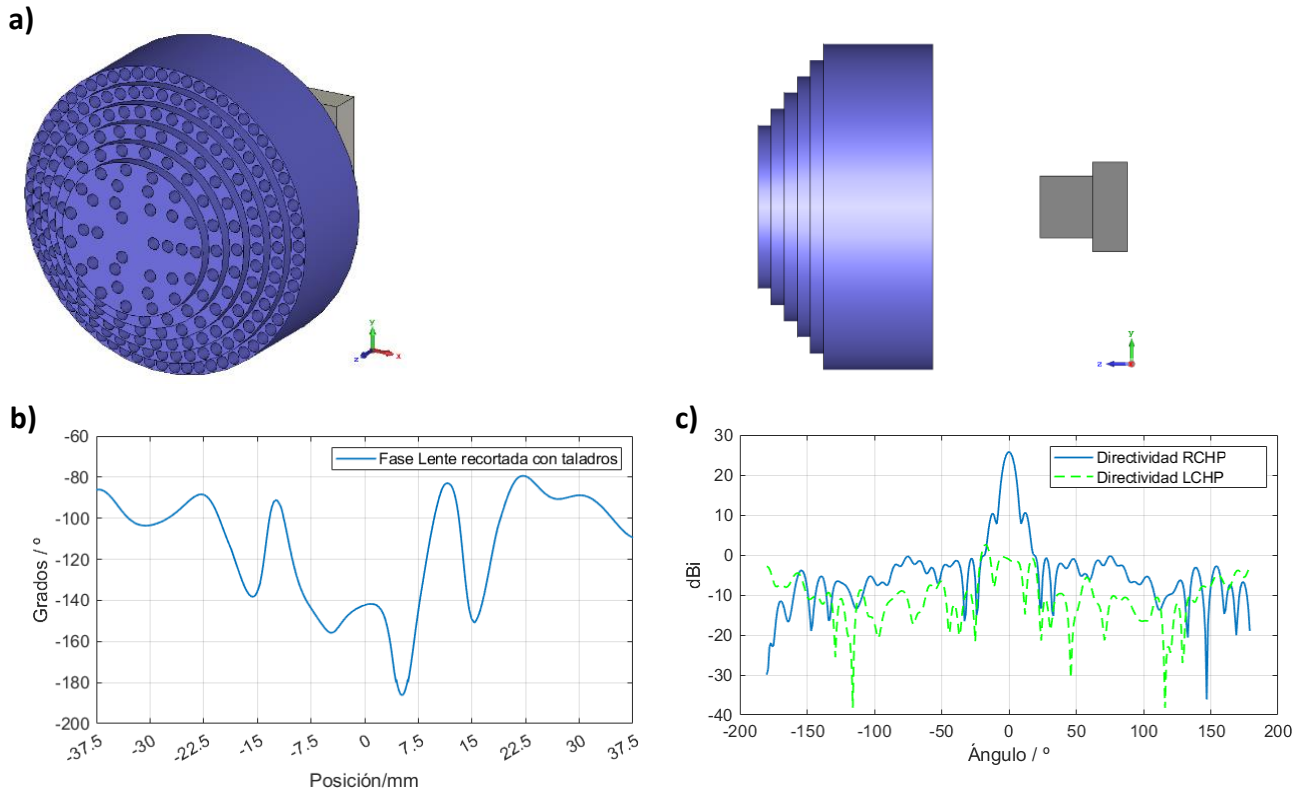 a)
y
x
z
y
z
b)
-60
-80
-100
-120
-140
-160
-180
-200
Grados / º
Fase Lente recortada con taladros
-37.5
-30
-22.5
-15
-7.5
0
7.5
15
22.5
30
37.5
Posición/mm
c)
30
20
10
0
-10
-20
-30
-40
dBi
Directividad RCHP
Directividad LCHP
-200
-150
-100
-50
0
50
100
150
200
Ángulo / º